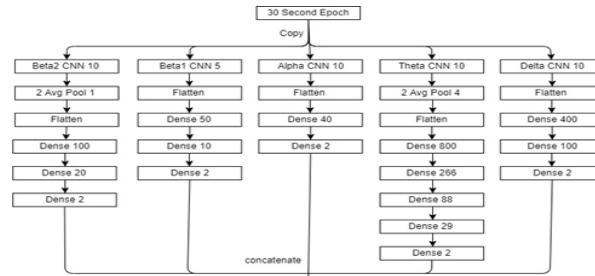 30 Second Epoch
Copy
Beta2 CNN 10
2 Avg Pool 1
Flatten
Dense 100
Dense 20
Dense 2
Beta1 CNN 5
Flatten
Dense 50
Dense 10
Dense 2
Alpha CNN 10
Flatten
Dense 40
Dense 2
Theta CNN 10
2 Avg Pool 4
Flatten
Dense 800
Dense 266
Dense 88
Dense 29
Dense 2
Delta CNN 10
Flatten
Dense 400
Dense 100
Dense 2
concatenate